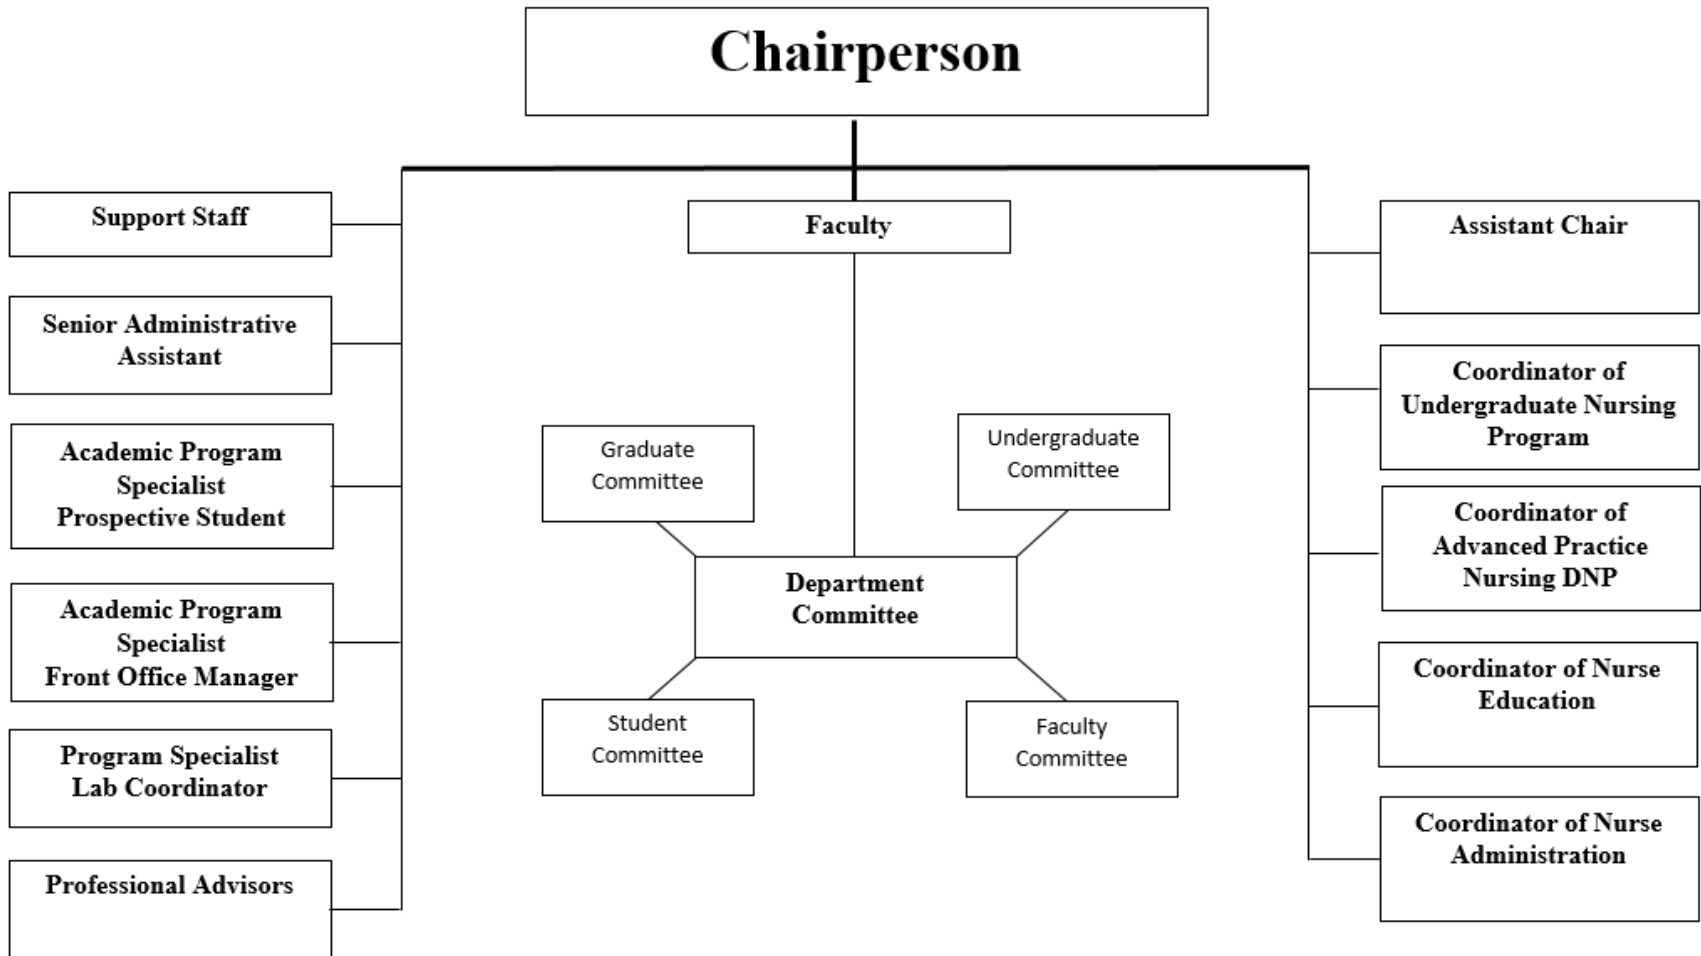 Chairperson
Support Staff
Senior Administrative
Assistant
Academic Program
Specialist
Prospective Student
Academic Program
Specialist
Front Office Manager
Program Specialist
Lab Coordinator
Professional Advisors
Faculty
Graduate
Committee
Undergraduate
Committee
Department
Committee
Student
Committee
Faculty
Committee
Assistant Chair
Coordinator of
Undergraduate Nursing
Program
Coordinator of
Advanced Practice
Nursing DNP
Coordinator of Nurse
Education
Coordinator of Nurse
Administration